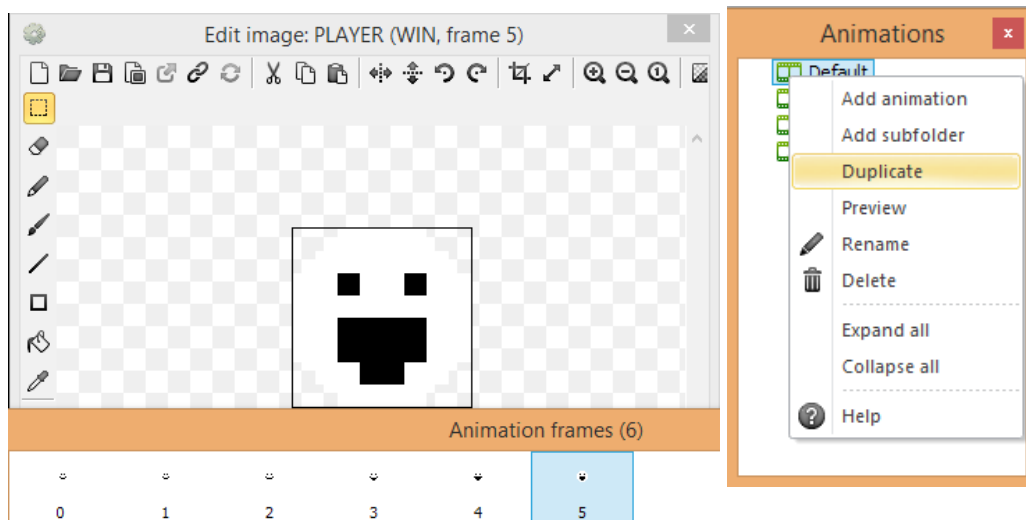 Edit image: PLAYER (WIN, frame 5)
Animation frames (6)
0 1 2 3 4 5
Animations
Default
Add animation
Add subfolder
Duplicate
Preview
Rename
Delete
Expand all
Collapse all
Help